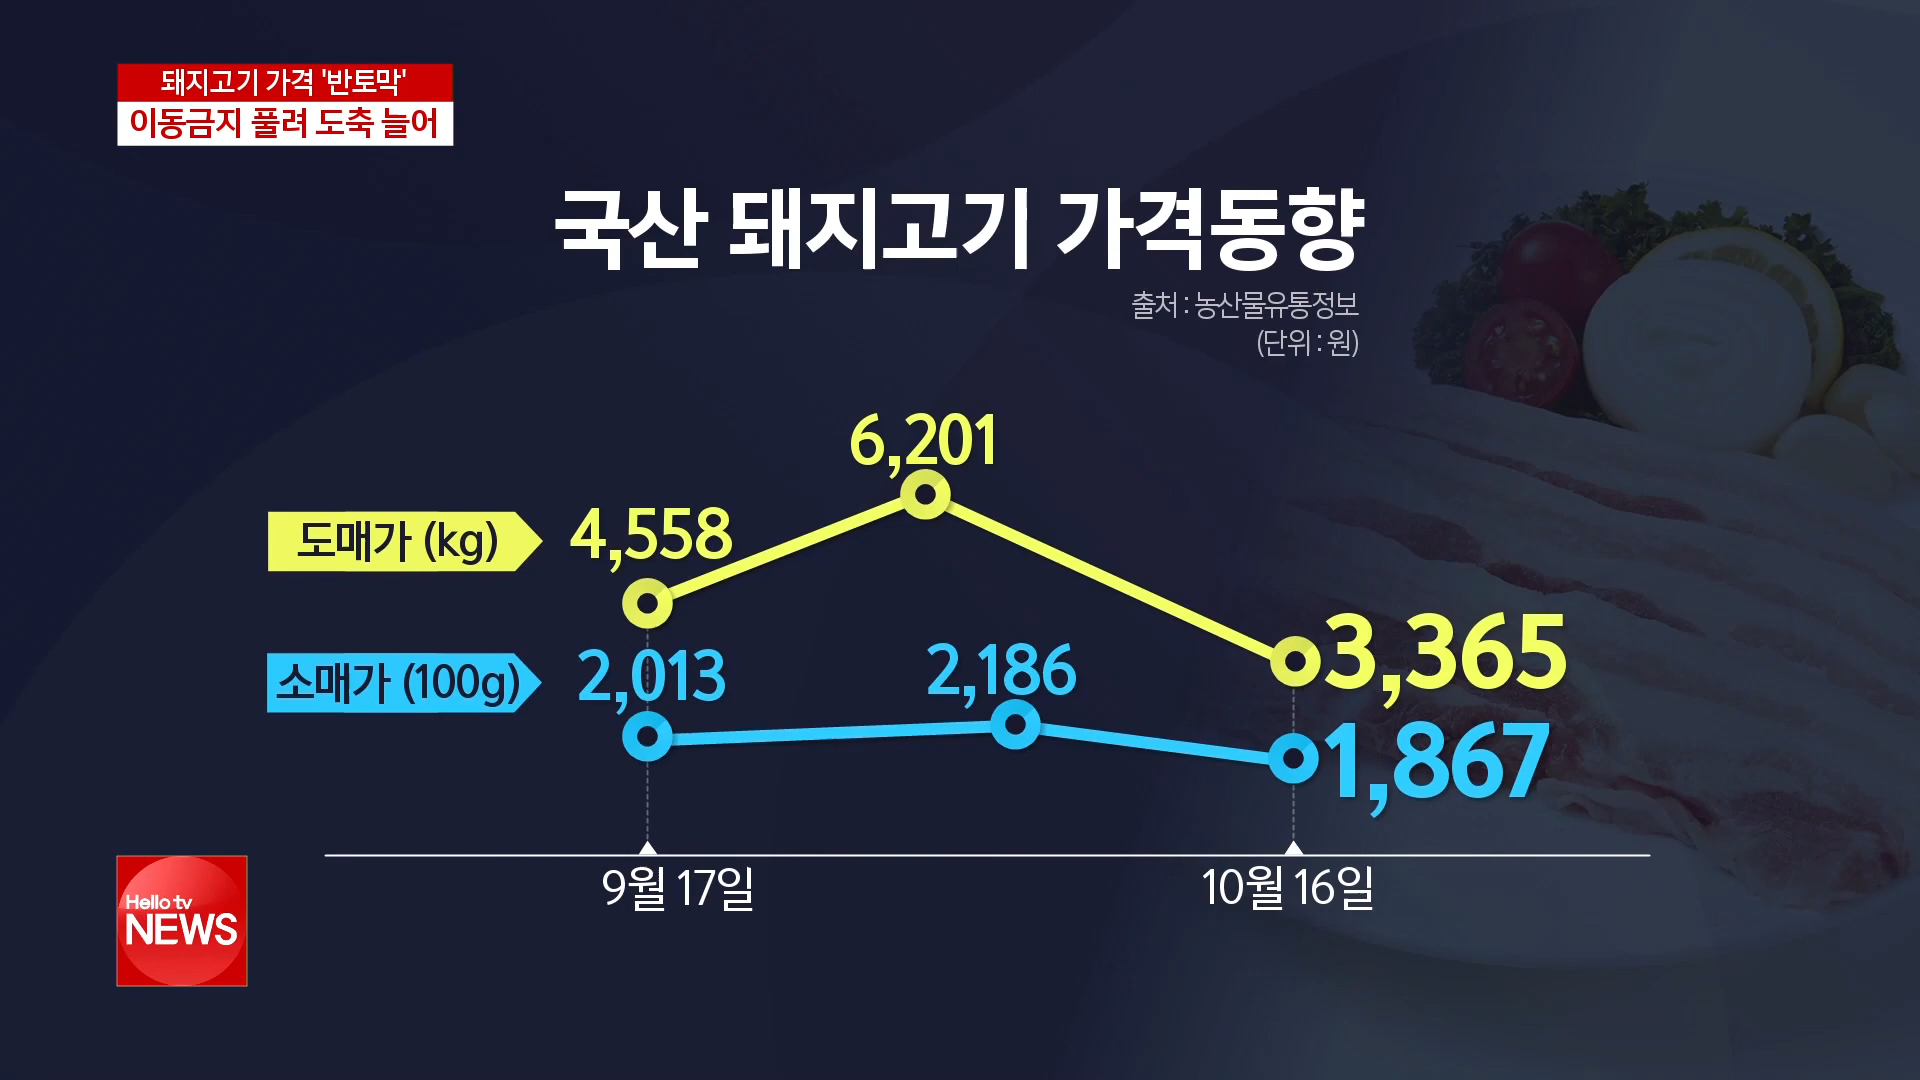 돼지고기 가격 '반토막'
이동금지 풀려 도축 늘어
국산 돼지고기 가격동향
출처 : 농산물유통정보
(단위 : 원)
6,201
도매가 (kg)
4,558
3,365
소매가 (100g)
2,013
2,186
1,867
9월 17일
10월 16일
Hello tv
NEWS